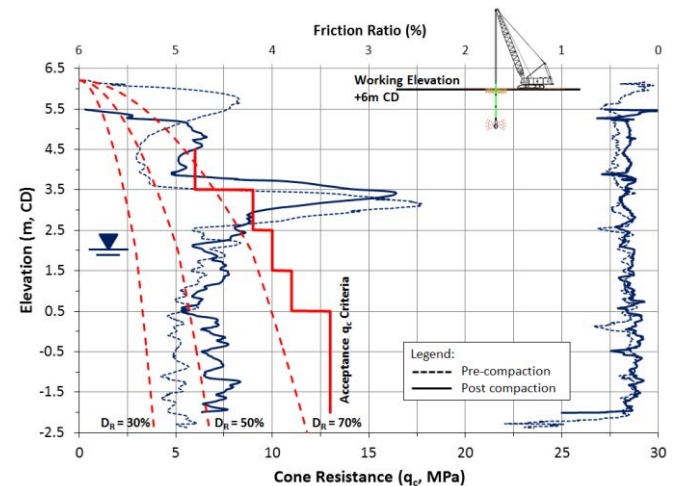 Friction Ratio (%)
6 5 4 3 2 1 0
6.5
5.5
4.5
3.5
2.5
1.5
0.5
-0.5
-1.5
-2.5
Elevation (m, CD)
Working Elevation
+6m CD
Acceptance qc Criteria
Legend:
Pre-compaction
Post compaction
DR = 30%
DR = 50%
DR = 70%
0 5 10 15 20 25 30
Cone Resistance (qc, MPa)